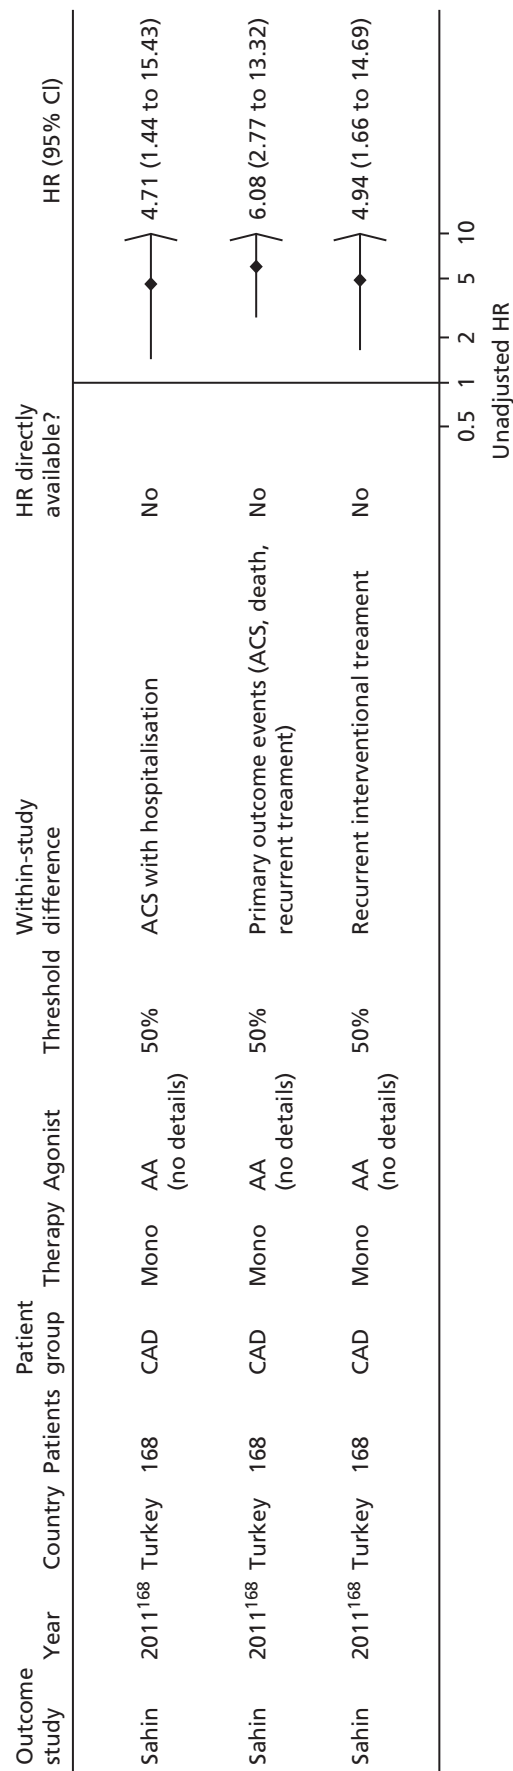 Outcome study Year Country Patients Patient group Therapy Agonist Threshold Within-study difference HR directly available? HR (95% CI)
Sahin 2011168 Turkey 168 CAD Mono AA (no details) 50% ACS with hospitalisation No 4.71 (1.44 to 15.43)
Sahin 2011168 Turkey 168 CAD Mono AA (no details) 50% Primary outcome events (ACS, death, recurrent treament) No 6.08 (2.77 to 13.32)
Sahin 2011168 Turkey 168 CAD Mono AA (no details) 50% Recurrent interventional treament No 4.94 (1.66 to 14.69)
0.5 1 2 5 10
Unadjusted HR